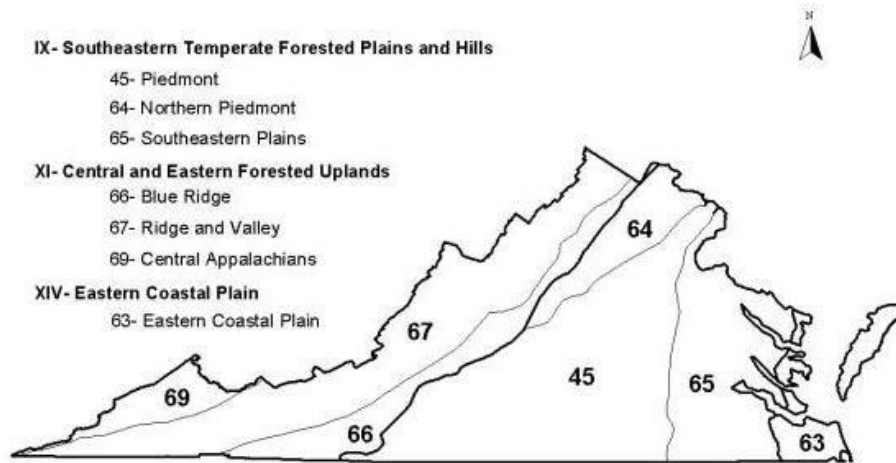 N
IX- Southeastern Temperate Forested Plains and Hills
45- Piedmont
64- Northern Piedmont
65- Southeastern Plains
XI- Central and Eastern Forested Uplands
66- Blue Ridge
67- Ridge and Valley
69- Central Appalachians
XIV- Eastern Coastal Plain
63- Eastern Coastal Plain
64
67
45
65
69
66
63